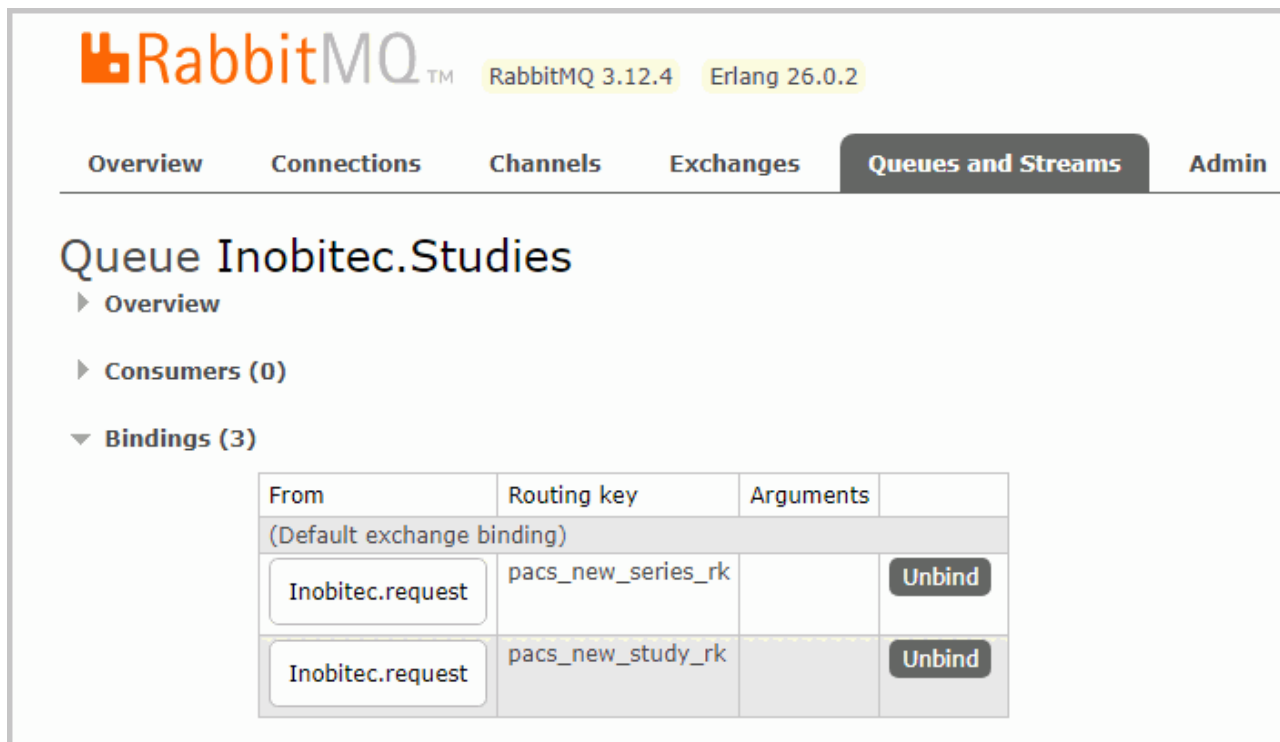 RabbitMQ TM RabbitMQ 3.12.4 Erlang 26.0.2
Overview Connections Channels Exchanges Queues and Streams Admin
Queue Inobitec.Studies
Overview
Consumers (0)
Bindings (3)
From Routing key Arguments
(Default exchange binding)
Inobitec.request pacs_new_series_rk Unbind
Inobitec.request pacs_new_study_rk Unbind